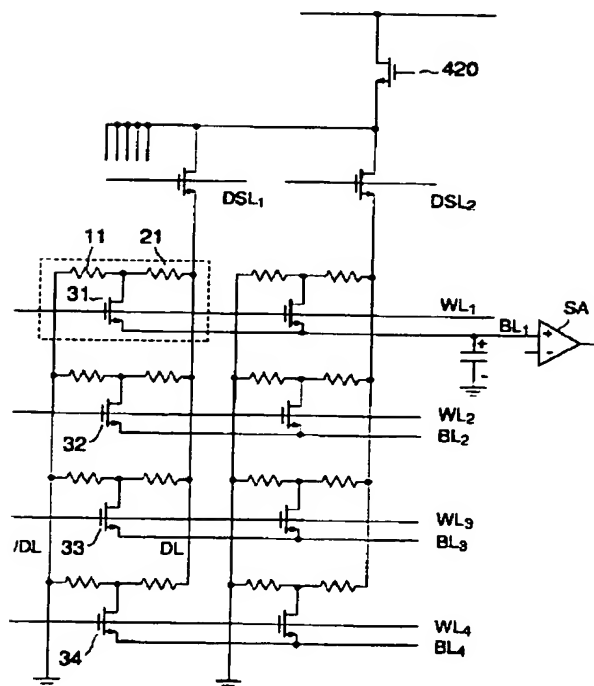 420
DSL1
DSL2
11
21
31
WL1
BL1
SA
+
-
+
-
32
WL2
BL2
33
/DL
DL
WL3
BL3
34
WL4
BL4